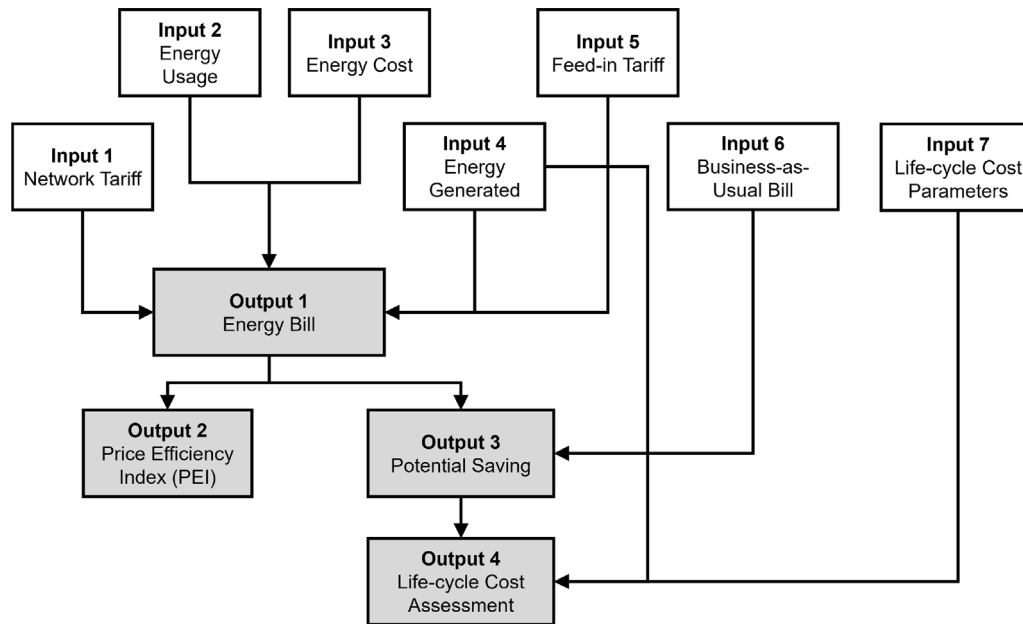 Input 2
Energy
Usage
Input 3
Energy Cost
Input 5
Feed-in Tariff
Input 1
Network Tariff
Input 4
Energy
Generated
Input 6
Business-as-
Usual Bill
Input 7
Life-cycle Cost
Parameters
Output 1
Energy Bill
Output 2
Price Efficiency
Index (PEI)
Output 3
Potential Saving
Output 4
Life-cycle Cost
Assessment